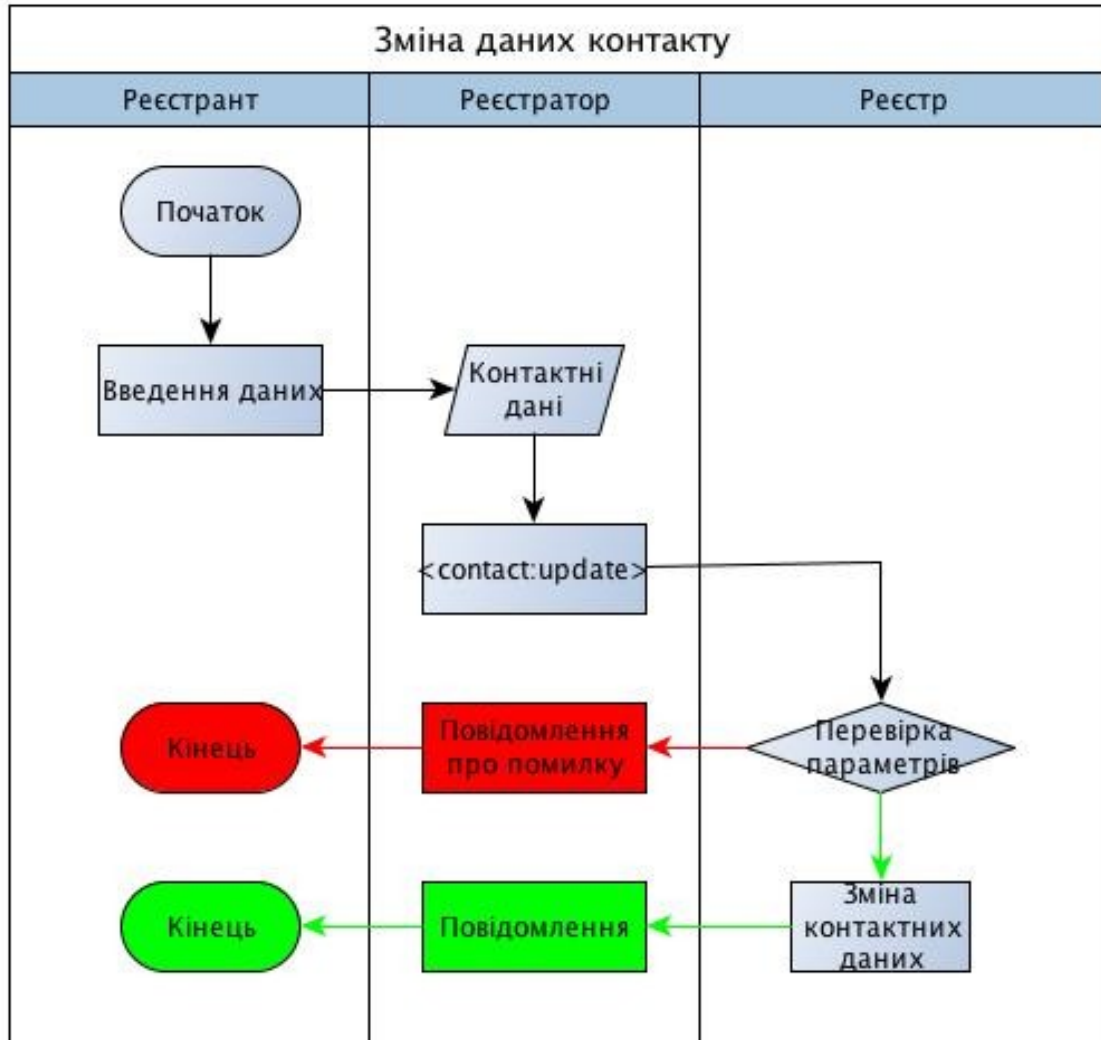 Зміна даних контакту
Реєстрант
Реєстратор
Реєстр
Початок
Введення даних
Контактні
дані
<contact:update>
Кінець
Повідомлення
про помилку
Перевірка
параметрів
Кінець
Повідомлення
Зміна
контактних
даних